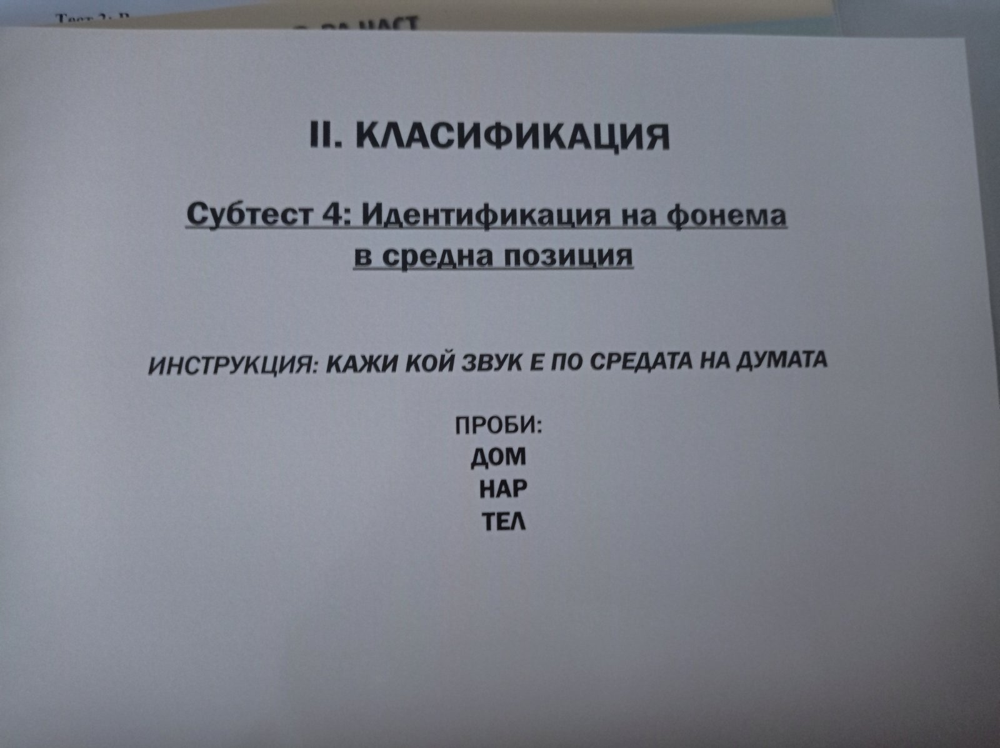 II. КЛАСИФИКАЦИЯ
Субтест 4: Идентификация на фонема
в средна позиция
ИНСТРУКЦИЯ: КАЖИ КОЙ ЗВУК Е ПО СРЕДАТА НА ДУМАТА
ПРОБИ:
ДОМ
НАР
ТЕЛ